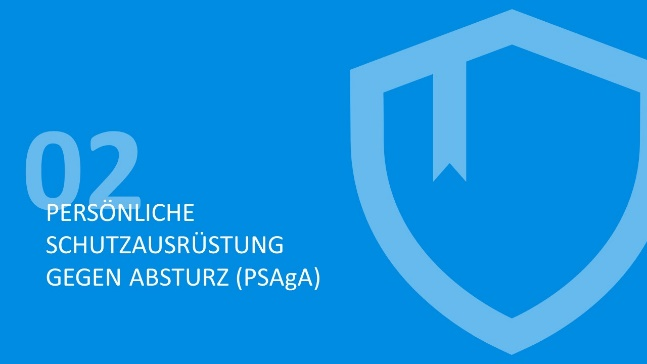 02
PERSÖNLICHE
SCHUTZAUSRÜSTUNG
GEGEN ABSTURZ (PSAgA)